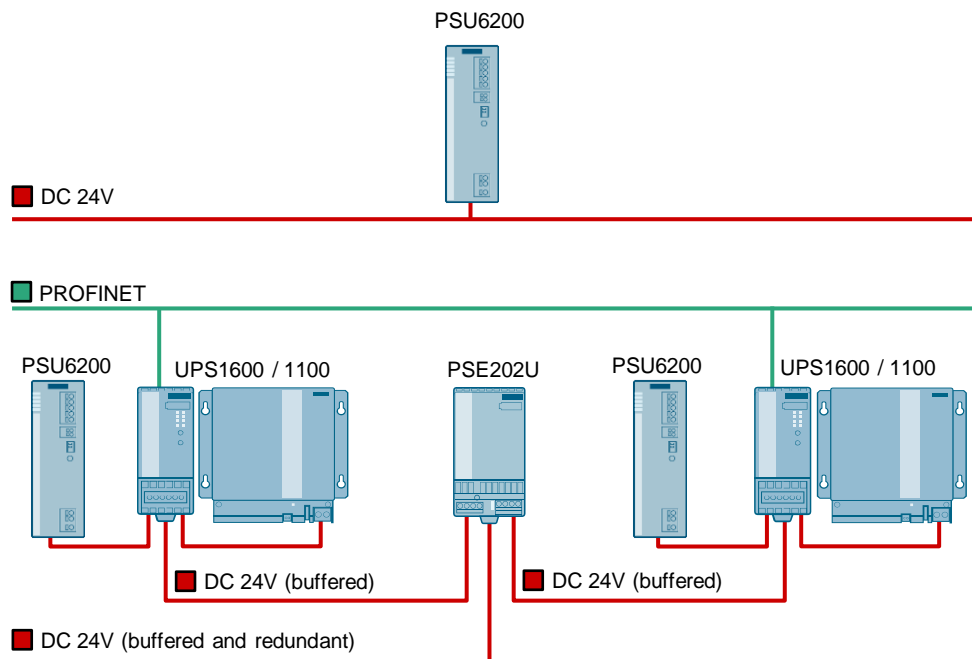 PSU6200
DC 24V
PROFINET
PSU6200
UPS1600 / 1100
PSE202U
PSU6200
UPS1600 / 1100
DC 24V (buffered)
DC 24V (buffered)
DC 24V (buffered and redundant)